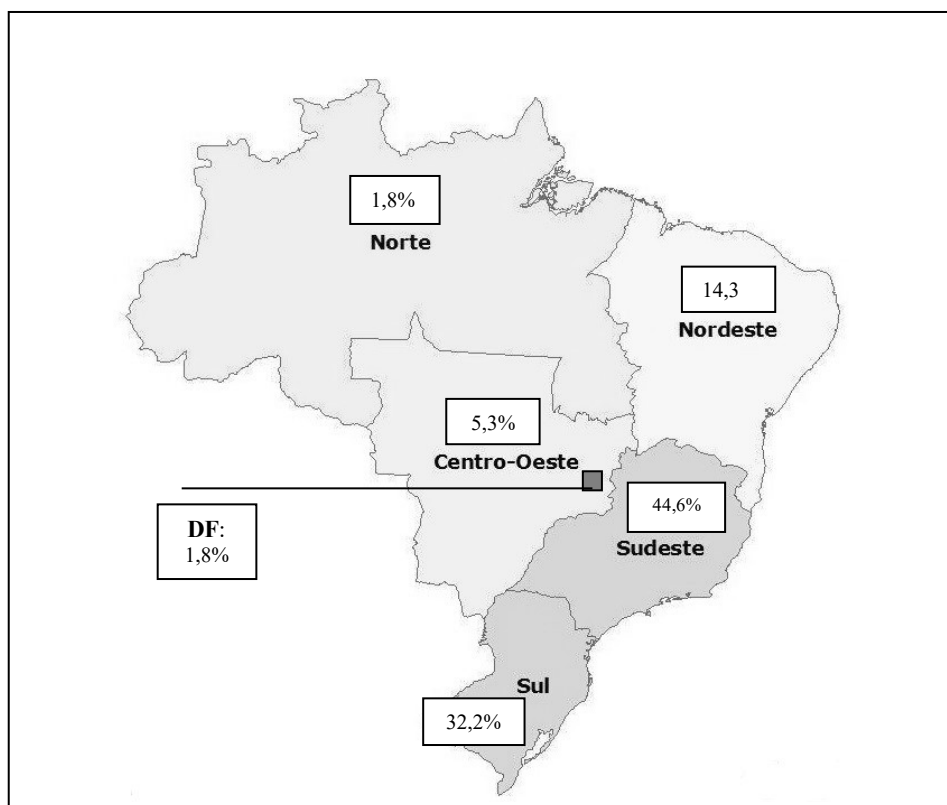 1,8%
Norte
14,3
Nordeste
5,3%
Centro-Oeste
44,6%
Sudeste
DF:
1,8%
Sul
32,2%